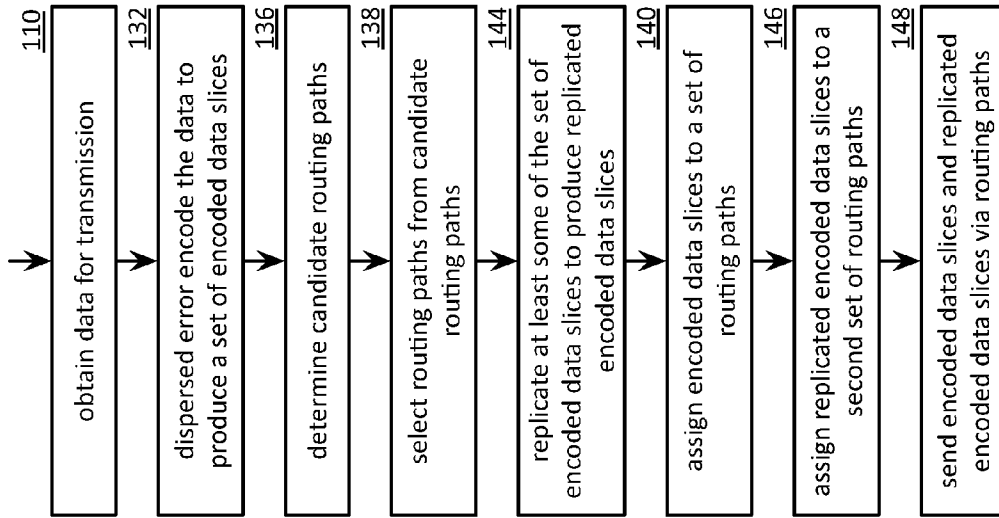 110
obtain data for transmission
132
dispersed error encode the data to
produce a set of encoded data slices
136
determine candidate routing paths
138
select routing paths from candidate
routing paths
144
replicate at least some of the set of
encoded data slices to produce replicated
encoded data slices
140
assign encoded data slices to a set of
routing paths
146
assign replicated encoded data slices to a
second set of routing paths
148
send encoded data slices and replicated
encoded data slices via routing paths